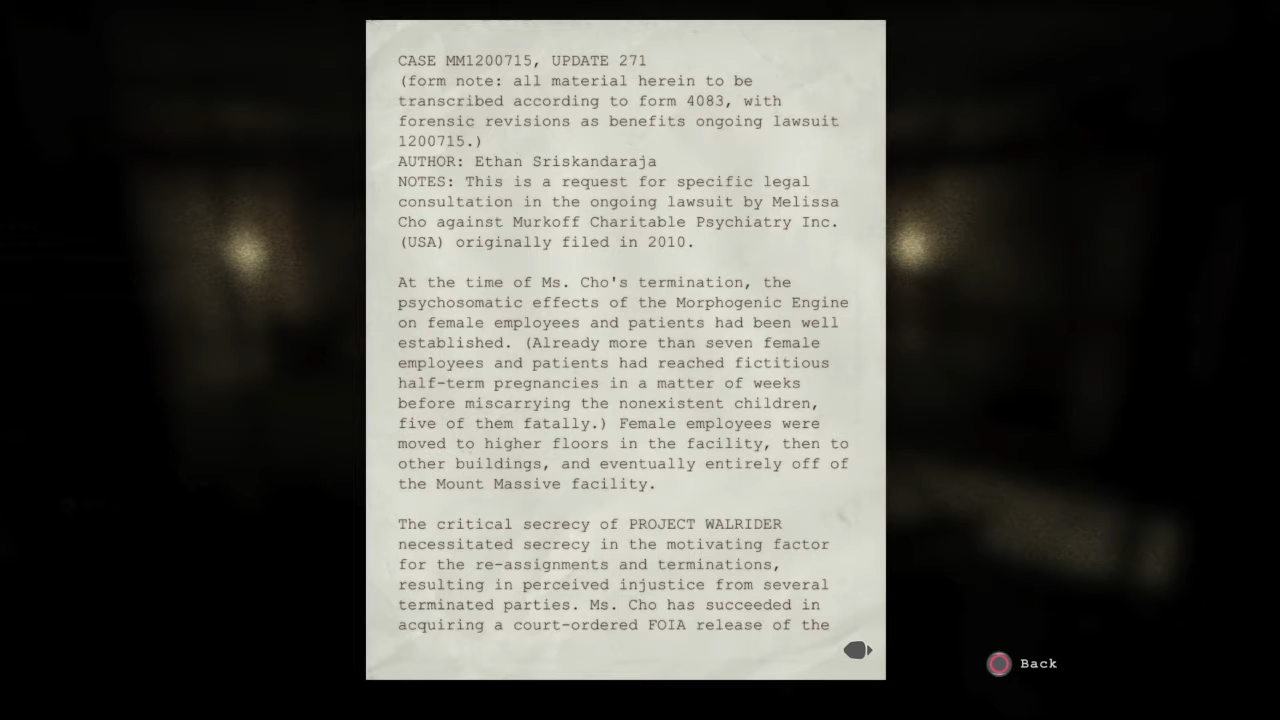 CASE MM1200715, UPDATE 271
(form note: all material herein to be
transcribed according to form 4083, with
forensic revisions as benefits ongoing lawsuit
1200715.)
AUTHOR: Ethan Sriskandaraja
NOTES: This is a request for specific legal
consultation in the ongoing lawsuit by Melissa
Cho against Murkoff Charitable Psychiatry Inc.
(USA) originally filed in 2010.
At the time of Ms. Cho's termination, the
psychosomatic effects of the Morphogenic Engine
on female employees and patients had been well
established. (Already more than seven female
employees and patients had reached fictitious
half-term pregnancies in a matter of weeks
before miscarrying the nonexistent children,
five of them fatally.) Female employees were
moved to higher floors in the facility, then to
other buildings, and eventually entirely off of
the Mount Massive facility.
The critical secrecy of PROJECT WALRIDER
necessitated secrecy in the motivating factor
for the re-assignments and terminations,
resulting in perceived injustice from several
terminated parties. Ms. Cho has succeeded in
acquiring a court-ordered FOIA release of the
Back